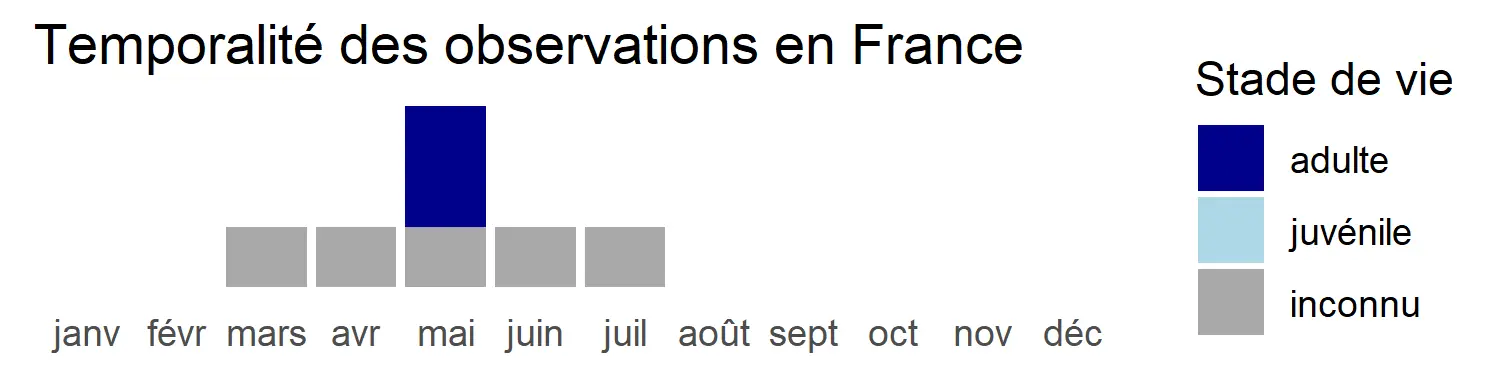 Temporalité des observations en France
janv févr mars avr mai juin juil août sept oct nov déc
Stade de vie
adulte
juvénile
inconnu